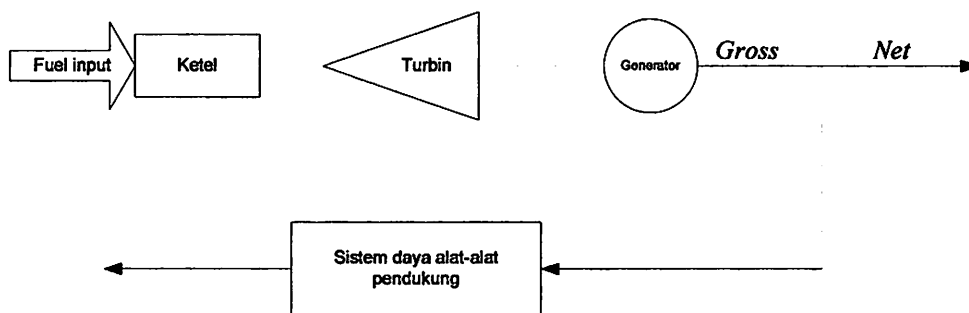 Fuel input
Ketel
Turbin
Generator
Gross
Net
Sistem daya alat-alat
pendukung